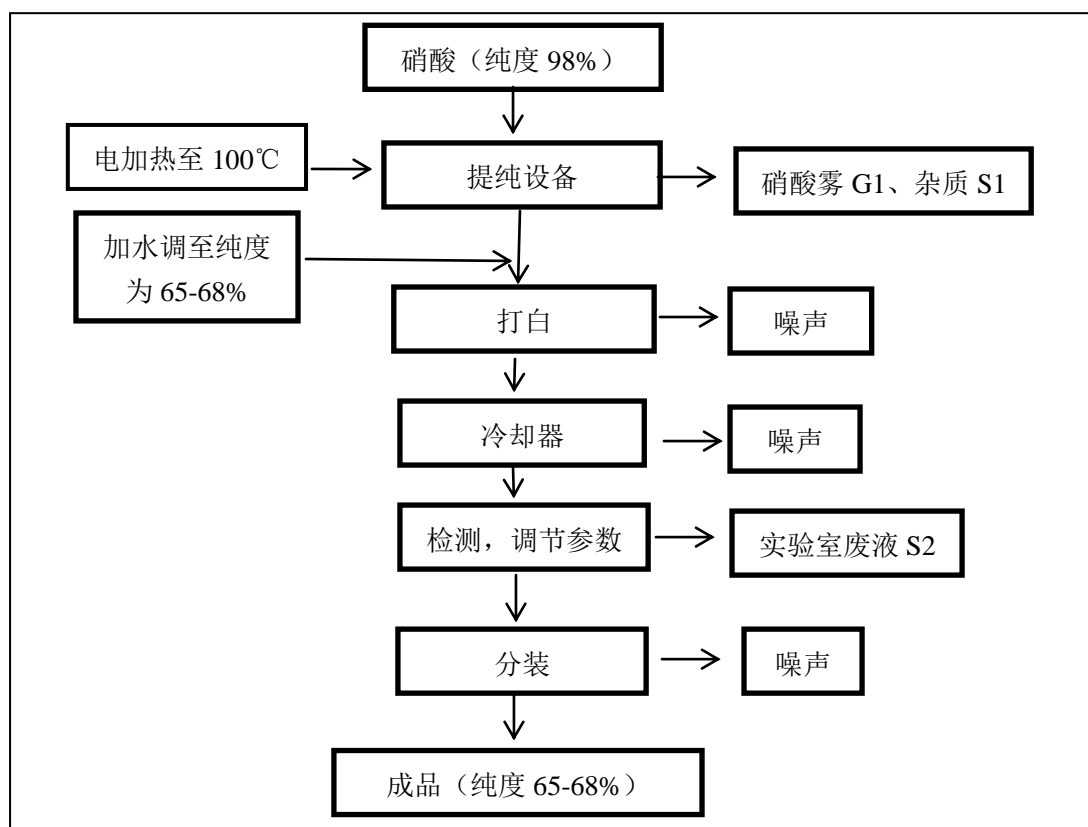 硝酸（纯度 98%）
电加热至 100℃
提纯设备
硝酸雾 G1、杂质 S1
加水调至纯度
为 65-68%
打白
噪声
冷却器
噪声
检测，调节参数
实验室废液 S2
分装
噪声
成品（纯度 65-68%）